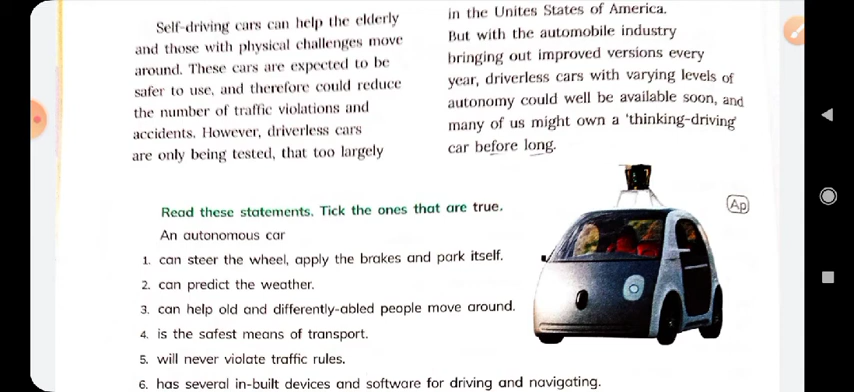 Self-driving cars can help the elderly
and those with physical challenges move
around. These cars are expected to be
safer to use, and therefore could reduce
the number of traffic violations and
accidents. However, driverless cars
are only being tested, that too largely
in the Unites States of America.
But with the automobile industry
bringing out improved versions every
year, driverless cars with varying levels of
autonomy could well be available soon, and
many of us might own a 'thinking-driving'
car before long.
Read these statements. Tick the ones that are true.
Ap
An autonomous car
1. can steer the wheel, apply the brakes and park itself.
2. can predict the weather.
3. can help old and differently-abled people move around.
4. is the safest means of transport.
5. will never violate traffic rules.
6. has several in-built devices and software for driving and navigating.